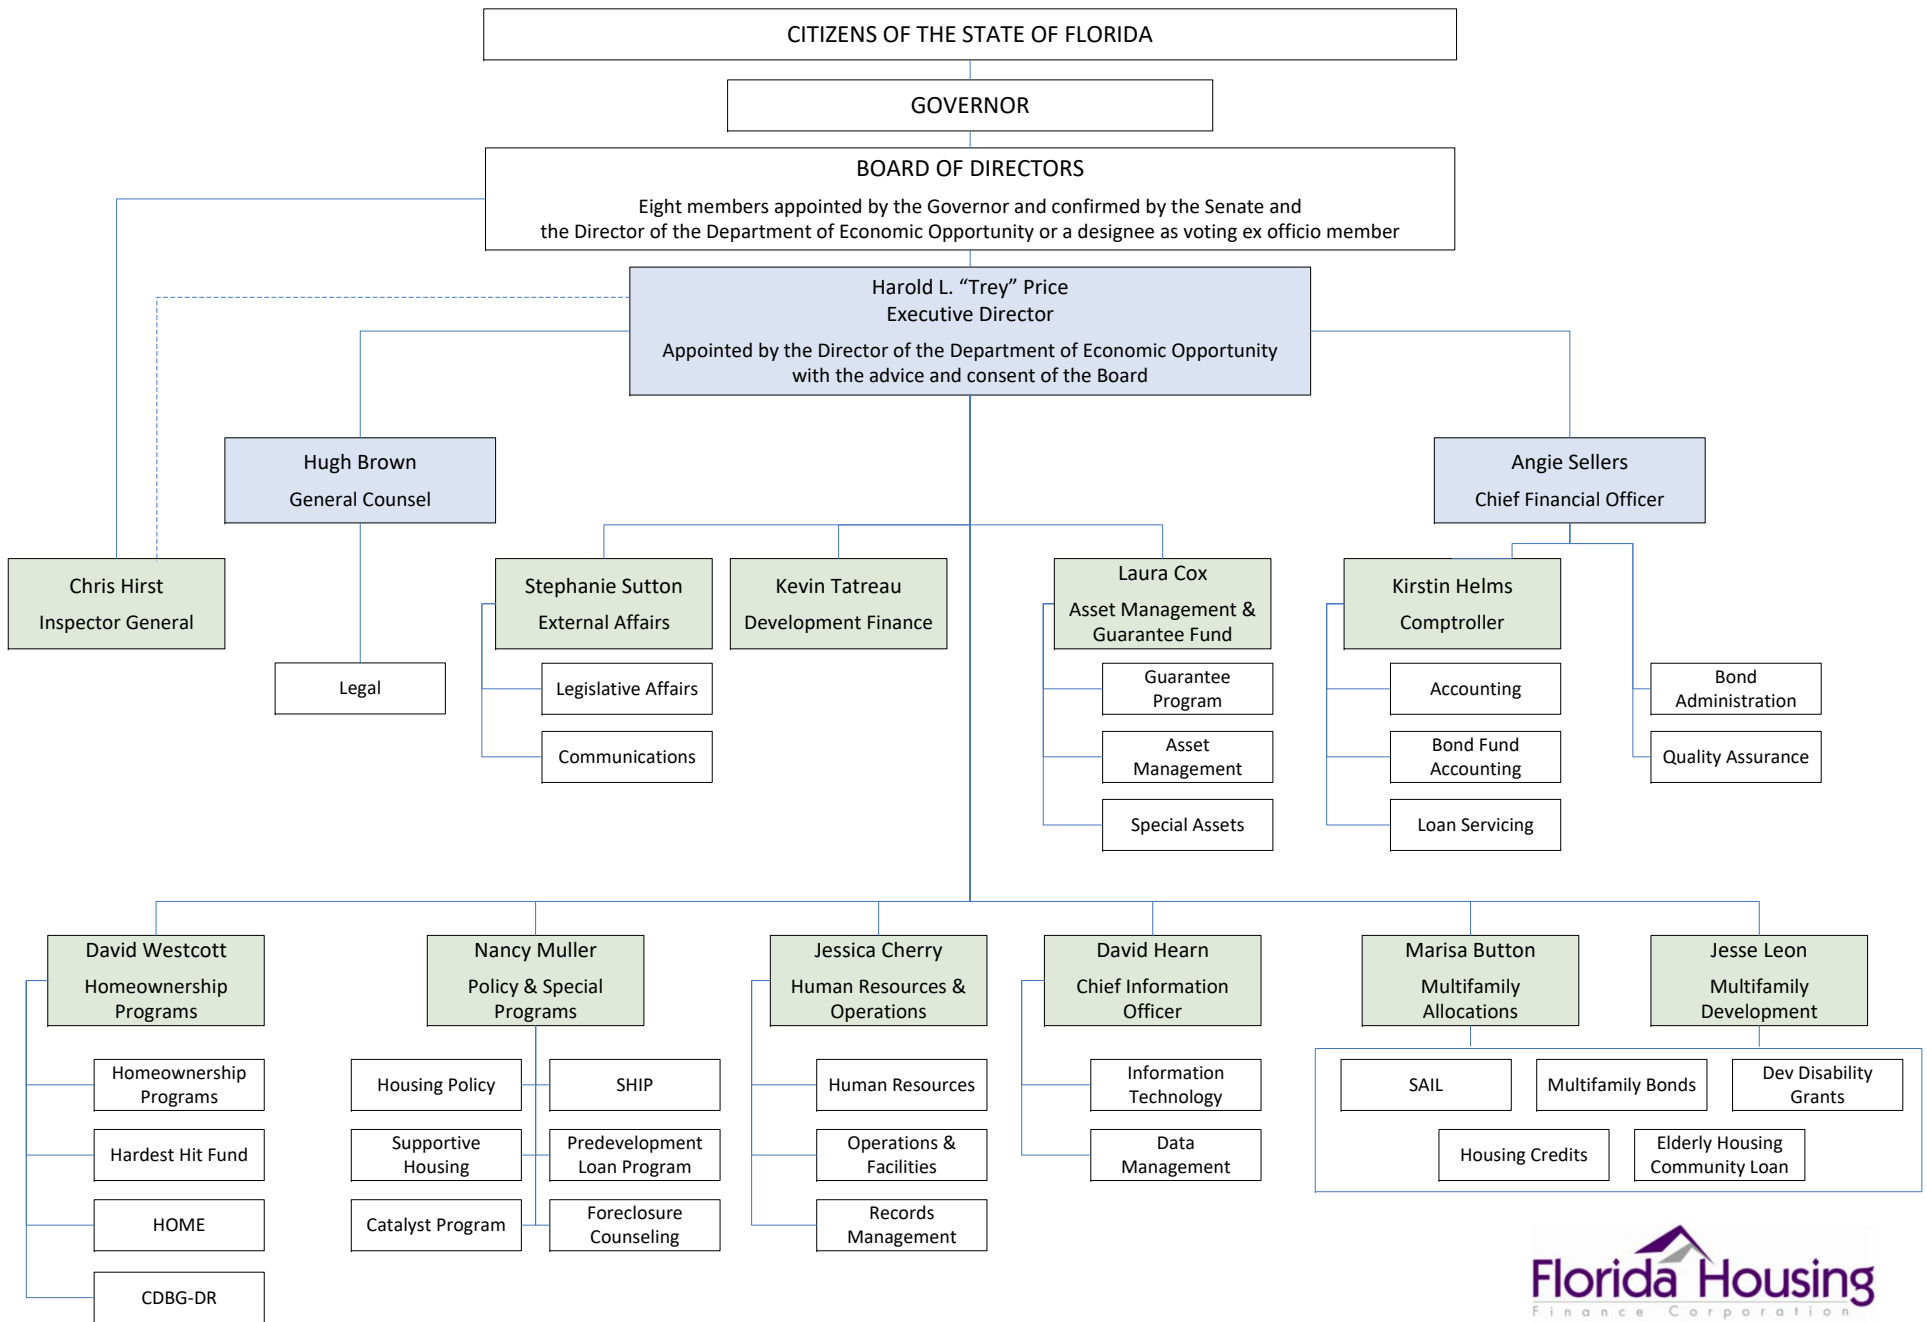 CITIZENS OF THE STATE OF FLORIDA
GOVERNOR
BOARD OF DIRECTORS
Eight members appointed by the Governor and confirmed by the Senate and
the Director of the Department of Economic Opportunity or a designee as voting ex officio member
Harold L. “Trey” Price
Executive Director
Appointed by the Director of the Department of Economic Opportunity
with the advice and consent of the Board
Hugh Brown
General Counsel
Angie Sellers
Chief Financial Officer
Chris Hirst
Inspector General
Stephanie Sutton
External Affairs
Kevin Tatreau
Development Finance
Laura Cox
Asset Management &
Guarantee Fund
Kirstin Helms
Comptroller
Legal
Legislative Affairs
Communications
Guarantee
Program
Asset
Management
Special Assets
Accounting
Bond Fund
Accounting
Loan Servicing
Bond
Administration
Quality Assurance
David Westcott
Homeownership
Programs
Nancy Muller
Policy & Special
Programs
Jessica Cherry
Human Resources &
Operations
David Hearn
Chief Information
Officer
Marisa Button
Multifamily
Allocations
Jesse Leon
Multifamily
Development
Homeownership
Programs
Hardest Hit Fund
HOME
CDBG-DR
Housing Policy
SHIP
Supportive
Housing
Predevelopment
Loan Program
Catalyst Program
Foreclosure
Counseling
Human Resources
Operations &
Facilities
Records
Management
Information
Technology
Data
Management
SAIL
Multifamily Bonds
Dev Disability
Grants
Housing Credits
Elderly Housing
Community Loan
Florida Housing
Finance Corporation